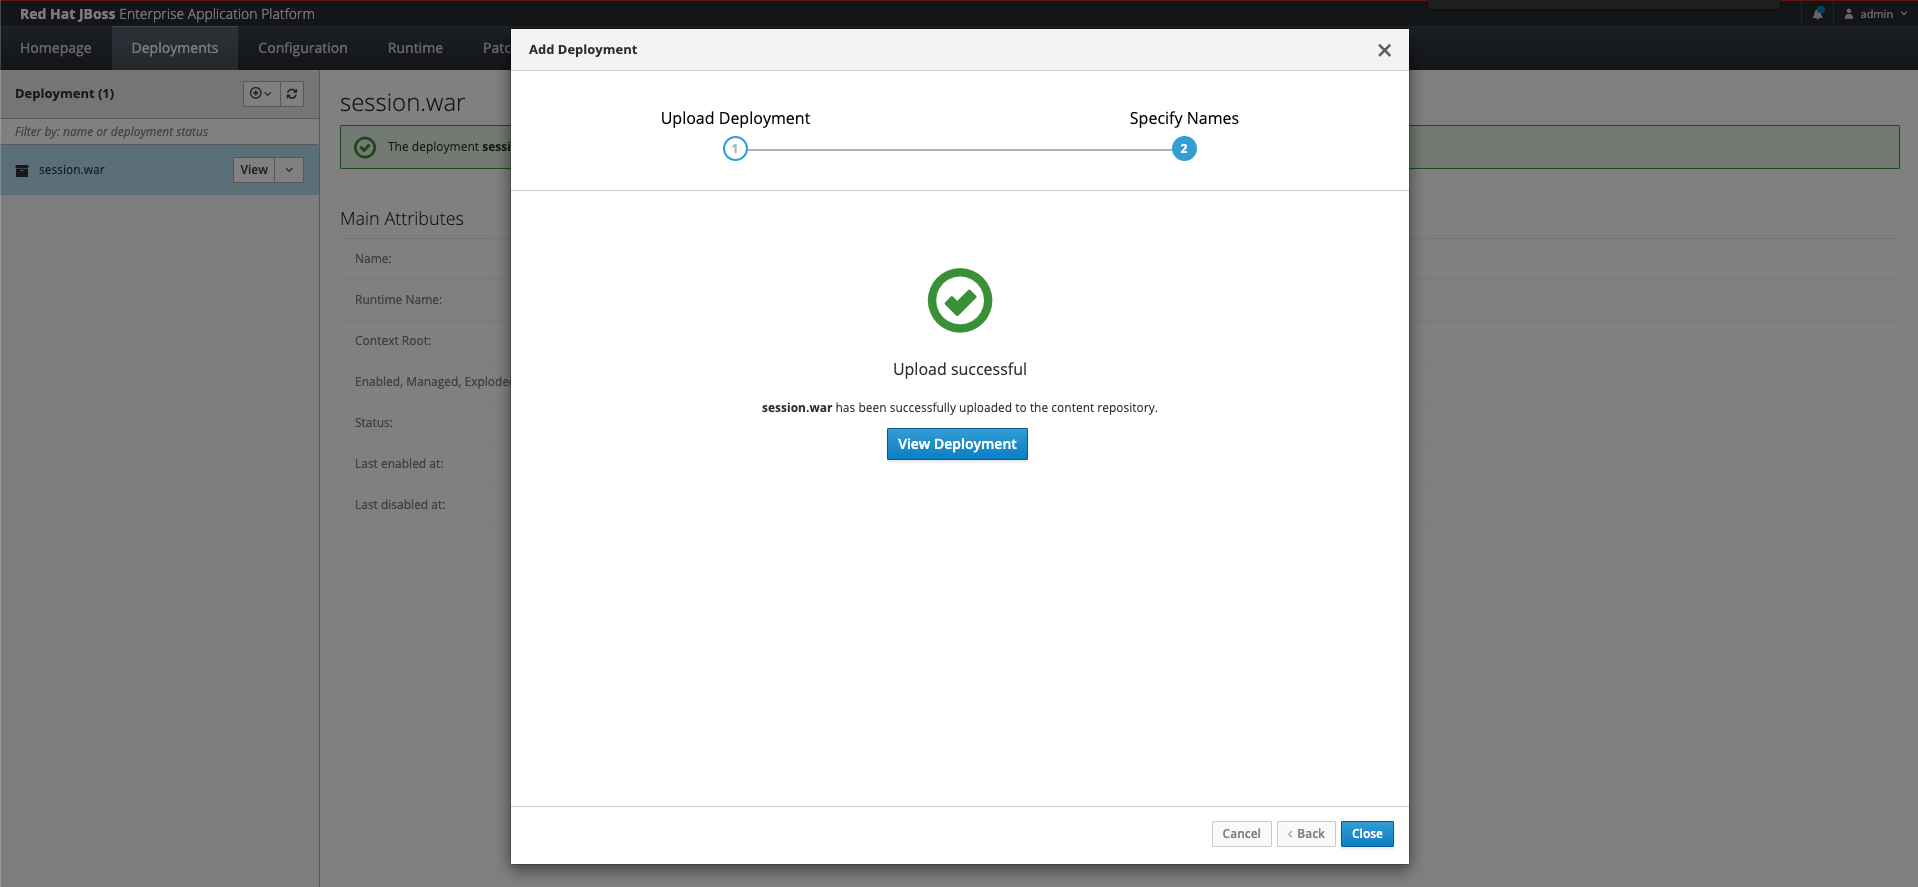 Red Hat JBoss Enterprise Application Platform
admin
Homepage Deployments Configuration Runtime
Add Deployment
Deployment (1)
Filter by: name or deployment status
session.war View
session.war
The deployment
Main Attributes
Name:
Runtime Name:
Context Root:
Enabled, Managed,
Status:
Last enabled at:
Last disabled at:
Upload Deployment
Specify Names
1
2
Upload successful
session.war has been successfully uploaded to the content repository.
View Deployment
Cancel
Back
Close